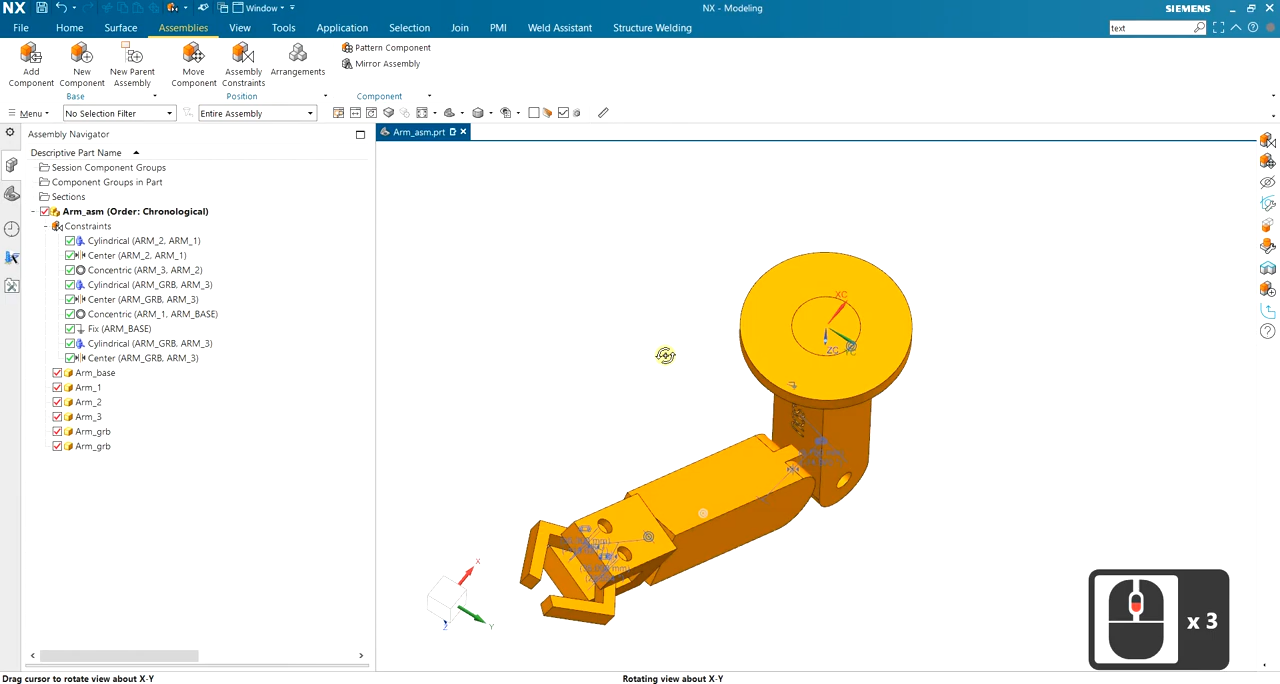 NX
Window
NX - Modeling
SIEMENS
File
Home
Surface
Assemblies
View
Tools
Application
Selection
Join
PMI
Weld Assistant
Structure Welding
text
Add
Component
New
Component
New Parent
Assembly
Move
Component
Assembly
Constraints
Arrangements
Pattern Component
Mirror Assembly
Base
Position
Component
Menu
No Selection Filter
Entire Assembly
Assembly Navigator
Arm_asm.prt
Descriptive Part Name
Session Component Groups
Component Groups in Part
Sections
Arm_asm (Order: Chronological)
Constraints
Cylindrical (ARM_2, ARM_1)
Center (ARM_2, ARM_1)
Concentric (ARM_3, ARM_2)
Cylindrical (ARM_GRB, ARM_3)
Center (ARM_GRB, ARM_3)
Concentric (ARM_1, ARM_BASE)
Fix (ARM_BASE)
Cylindrical (ARM_GRB, ARM_3)
Center (ARM_GRB, ARM_3)
Arm_base
Arm_1
Arm_2
Arm_3
Arm_grb
Arm_grb
XC
YC
ZC
X
Y
Z
x 3
Drag cursor to rotate view about X-Y
Rotating view about X-Y